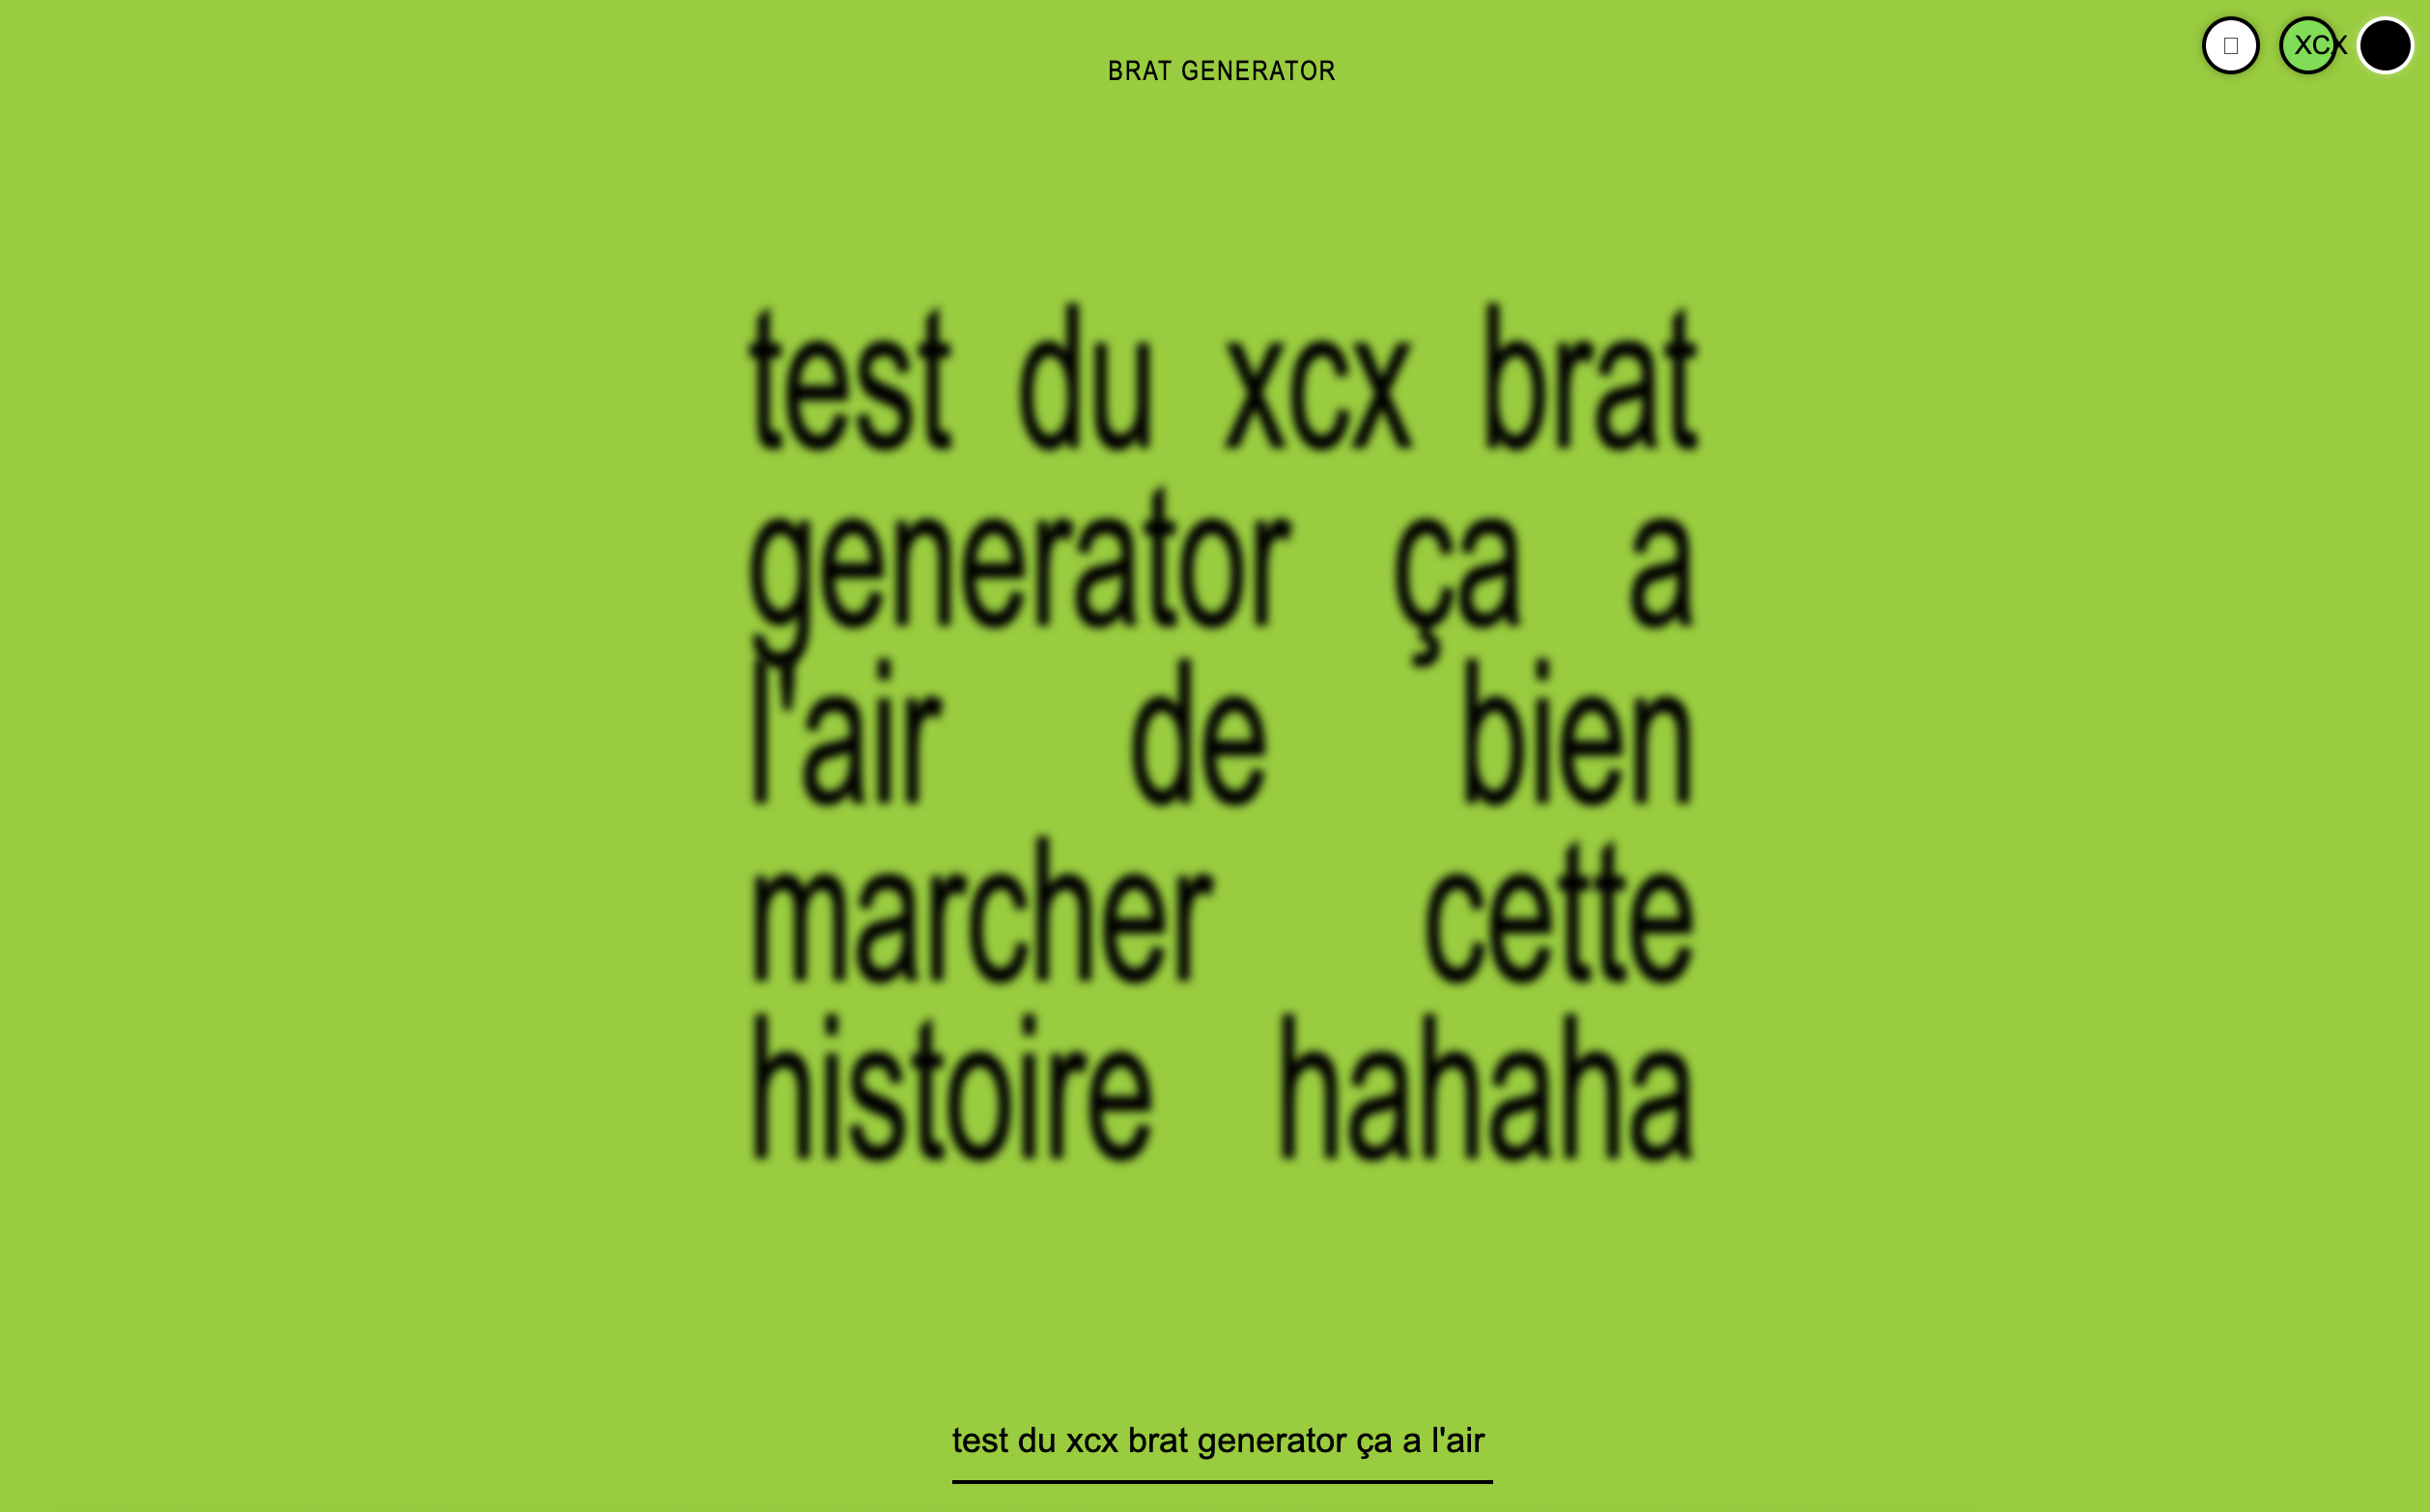 BRAT GENERATOR
XCX
test du xcx brat
generator ça a
l'air de bien
marcher cette
histoire hahaha
test du xcx brat generator ça a l'air